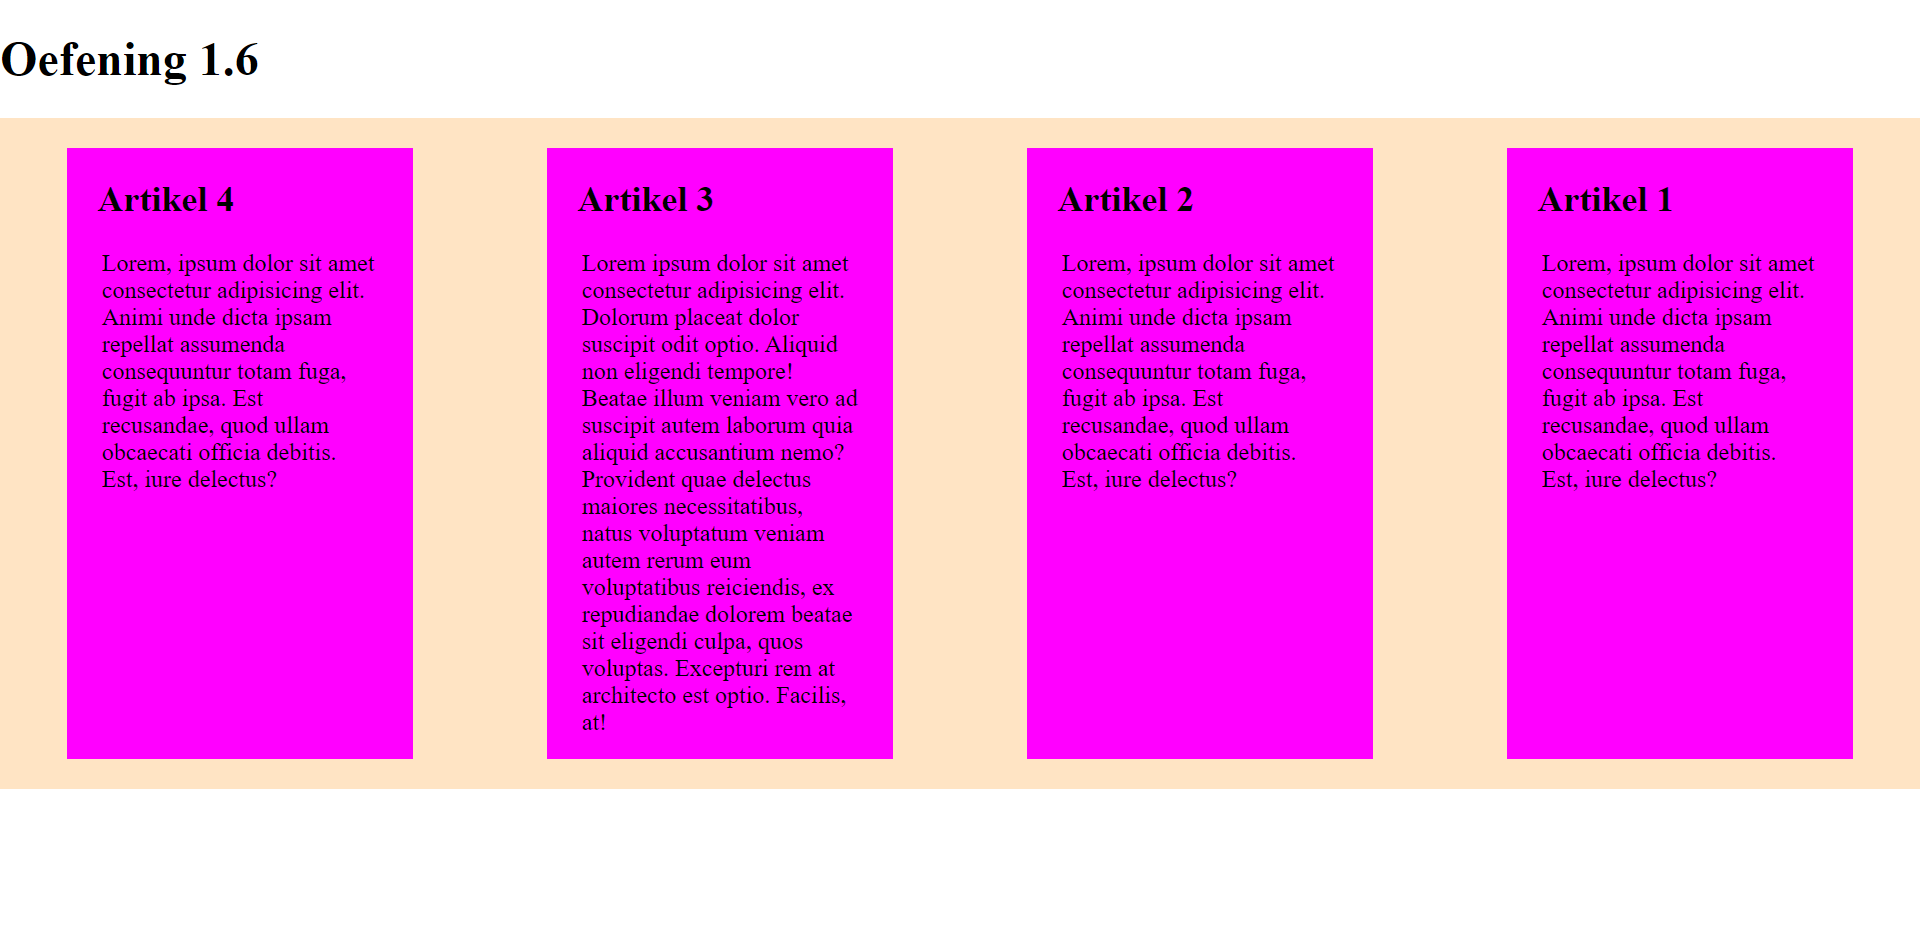 Oefening 1.6
Artikel 4
Lorem, ipsum dolor sit amet
consectetur adipisicing elit.
Animi unde dicta ipsam
repellat assumenda
consequuntur totam fuga,
fugit ab ipsa. Est
recusandae, quod ullam
obcaecati officia debitis.
Est, iure delectus?
Artikel 3
Lorem ipsum dolor sit amet
consectetur adipisicing elit.
Dolorum placeat dolor
suscipit odit optio. Aliquid
non eligendi tempore!
Beatae illum veniam vero ad
suscipit autem laborum quia
aliquid accusantium nemo?
Provident quae delectus
maiores necessitatibus,
natus voluptatum veniam
autem rerum eum
voluptatibus reiciendis, ex
repudiandae dolorem beatae
sit eligendi culpa, quos
voluptas. Excepturi rem at
architecto est optio. Facilis,
at!
Artikel 2
Lorem, ipsum dolor sit amet
consectetur adipisicing elit.
Animi unde dicta ipsam
repellat assumenda
consequuntur totam fuga,
fugit ab ipsa. Est
recusandae, quod ullam
obcaecati officia debitis.
Est, iure delectus?
Artikel 1
Lorem, ipsum dolor sit amet
consectetur adipisicing elit.
Animi unde dicta ipsam
repellat assumenda
consequuntur totam fuga,
fugit ab ipsa. Est
recusandae, quod ullam
obcaecati officia debitis.
Est, iure delectus?